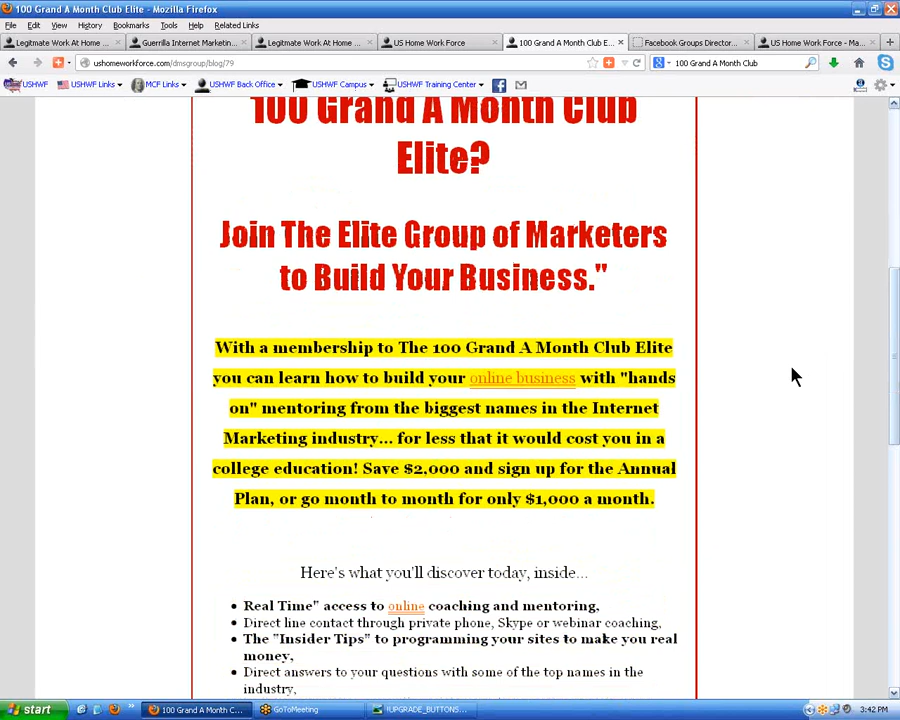 100 Grand A Month Club Elite - Mozilla Firefox
File Edit View History Bookmarks Tools Help Related Links
Legitmate Work At Home ... Guerrilla Internet Marketin... Legitmate Work At Home ... US Home Work Force 100 Grand A Month Club E... Facebook Groups Director... US Home Work Force - Ma...
ushomeworkforce.com/dmsgroup/blog/79 100 Grand A Month Club
USHWF USHWF Links MCF Links USHWF Back Office USHWF Campus USHWF Training Center
100 Grand A Month Club
Elite?
Join The Elite Group of Marketers
to Build Your Business."
With a membership to The 100 Grand A Month Club Elite
you can learn how to build your online business with "hands
on" mentoring from the biggest names in the Internet
Marketing industry... for less that it would cost you in a
college education! Save $2,000 and sign up for the Annual
Plan, or go month to month for only $1,000 a month.
Here's what you'll discover today, inside...
Real Time" access to online coaching and mentoring,
Direct line contact through private phone, Skype or webinar coaching,
The "Insider Tips" to programming your sites to make you real
money,
Direct answers to your questions with some of the top names in the
industry,
start 100 Grand A Month C... GoToMeeting !UPGRADE_BUTTONS... 3:42 PM